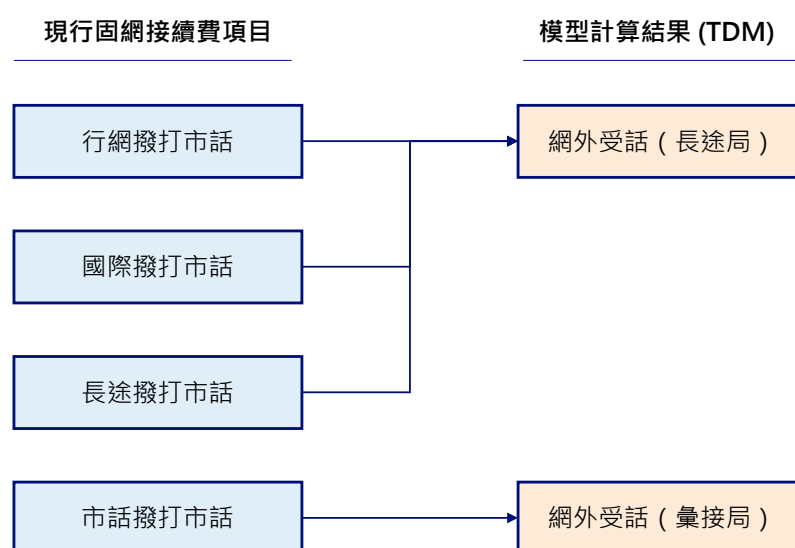 現行固網接續費項目
模型計算結果 (TDM)
行網撥打市話
網外受話（長途局）
國際撥打市話
長途撥打市話
市話撥打市話
網外受話（彙接局）